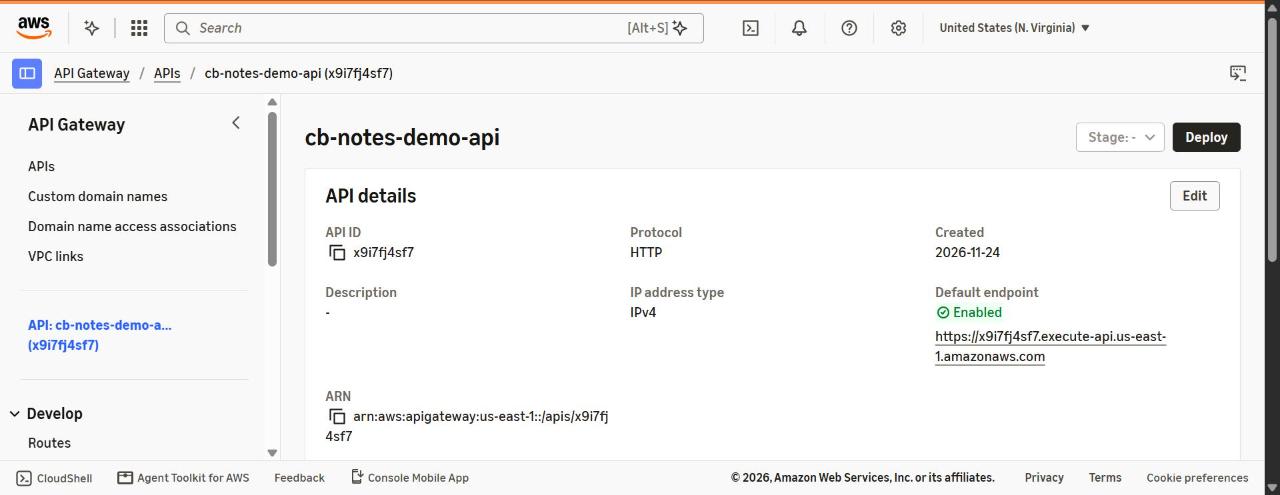 aws
Search [Alt+S]
United States (N. Virginia)
API Gateway / APIs / cb-notes-demo-api (x9i7fj4sf7)
API Gateway
APIs
Custom domain names
Domain name access associations
VPC links
API: cb-notes-demo-a...
(x9i7fj4sf7)
Develop
Routes
cb-notes-demo-api
Stage: -
Deploy
API details
Edit
API ID
x9i7fj4sf7
Protocol
HTTP
Created
2026-11-24
Description
-
IP address type
IPv4
Default endpoint
Enabled
https://x9i7fj4sf7.execute-api.us-east-
1.amazonaws.com
ARN
arn:aws:apigateway:us-east-1::/apis/x9i7fj
4sf7
CloudShell
Agent Toolkit for AWS
Feedback
Console Mobile App
© 2026, Amazon Web Services, Inc. or its affiliates.
Privacy
Terms
Cookie preferences